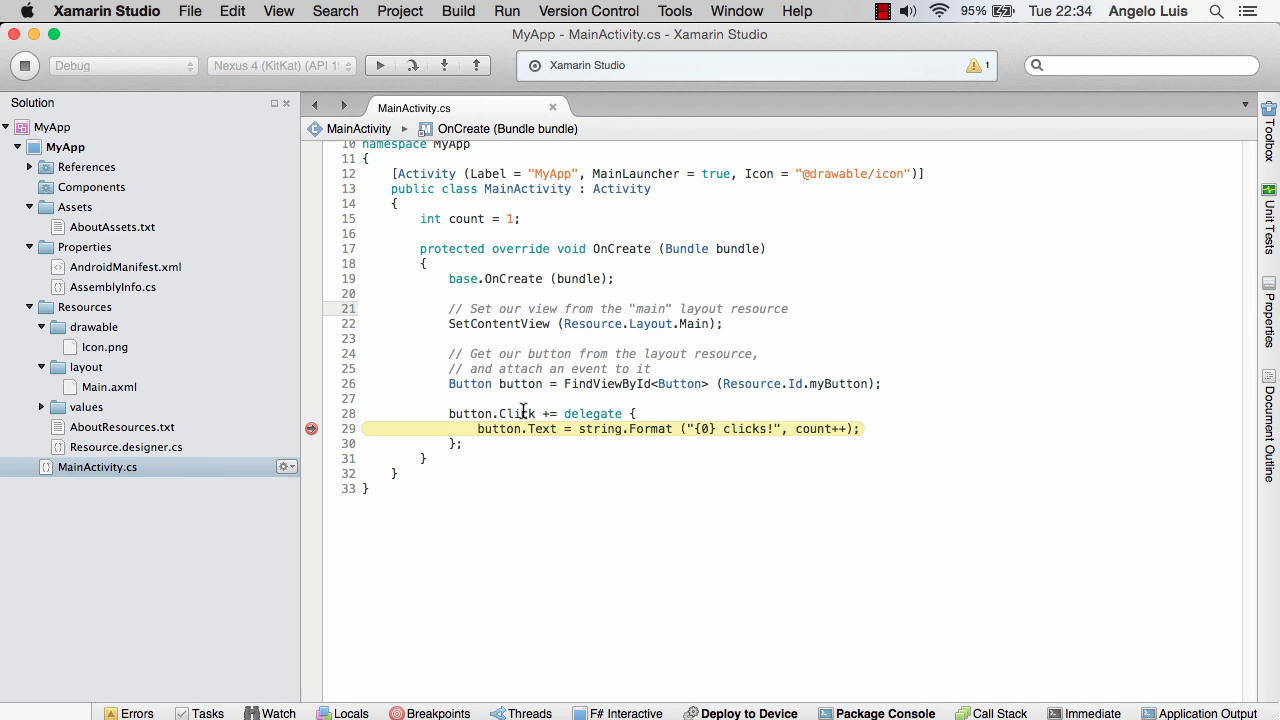 Xamarin Studio File Edit View Search Project Build Run Version Control Tools Window Help 95% Tue 22:34 Angelo Luis
MyApp - MainActivity.cs - Xamarin Studio
Debug Nexus 4 (KitKat) (API 1 Xamarin Studio 1
Solution
MyApp
MyApp
References
Components
Assets
AboutAssets.txt
Properties
AndroidManifest.xml
AssemblyInfo.cs
Resources
drawable
Icon.png
layout
Main.axml
values
AboutResources.txt
Resource.designer.cs
MainActivity.cs
MainActivity.cs
MainActivity OnCreate (Bundle bundle)
10 namespace MyApp
11 {
12 [Activity (Label = "MyApp", MainLauncher = true, Icon = "@drawable/icon")]
13 public class MainActivity : Activity
14 {
15 int count = 1;
16
17 protected override void OnCreate (Bundle bundle)
18 {
19 base.OnCreate (bundle);
20
21 // Set our view from the "main" layout resource
22 SetContentView (Resource.Layout.Main);
23
24 // Get our button from the layout resource,
25 // and attach an event to it
26 Button button = FindViewById<Button> (Resource.Id.myButton);
27
28 button.Click += delegate {
29 button.Text = string.Format ("{0} clicks!", count++);
30 };
31 }
32 }
33 }
Toolbox
Unit Tests
Properties
Document Outline
Errors Tasks Watch Locals Breakpoints Threads F# Interactive Deploy to Device Package Console Call Stack Immediate Application Output